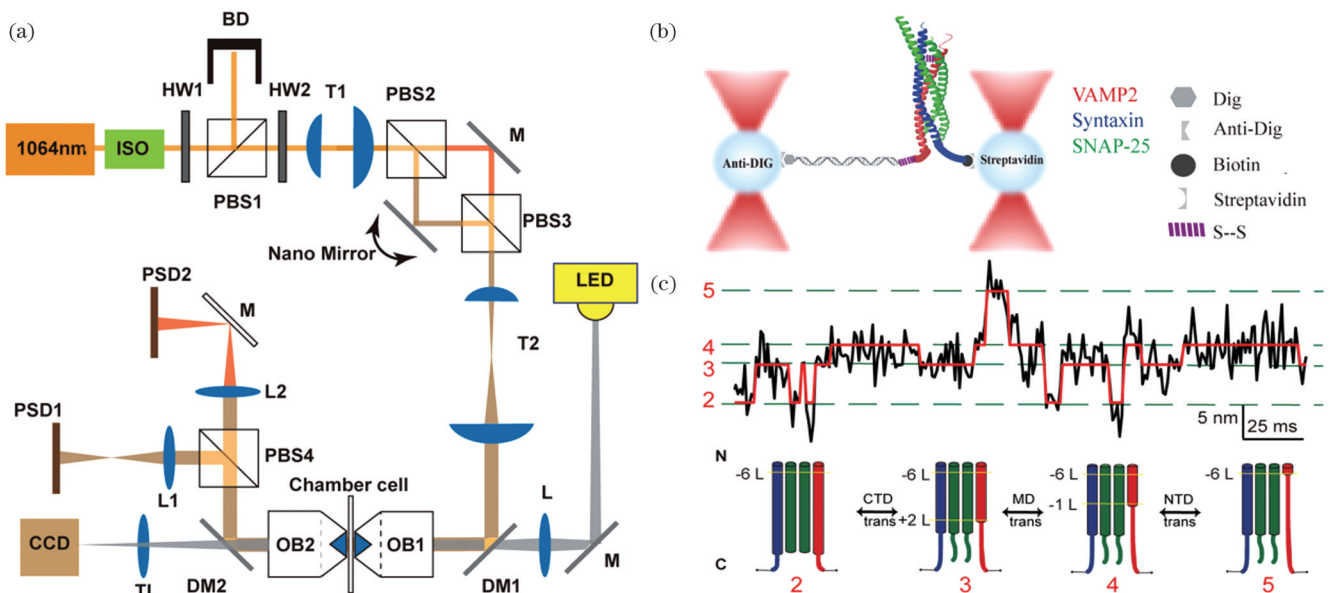 (a)
BD
HW1
HW2
T1
PBS2
M
1064nm
ISO
PBS1
PBS3
Nano Mirror
LED
PSD2
M
T2
L2
PSD1
PBS4
L1
Chamber cell
CCD
OB2
OB1
L
M
TL
DM2
DM1
(b)
VAMP2
Syntaxin
SNAP-25
Anti-DIG
Streptavidin
Dig
Anti-Dig
Biotin
Streptavidin
S--S
(c)
5
4
3
2
5 nm
25 ms
N
-6 L
CTD
trans
-6 L
+2 L
MD
trans
-6 L
-1 L
NTD
trans
-6 L
C
2
3
4
5